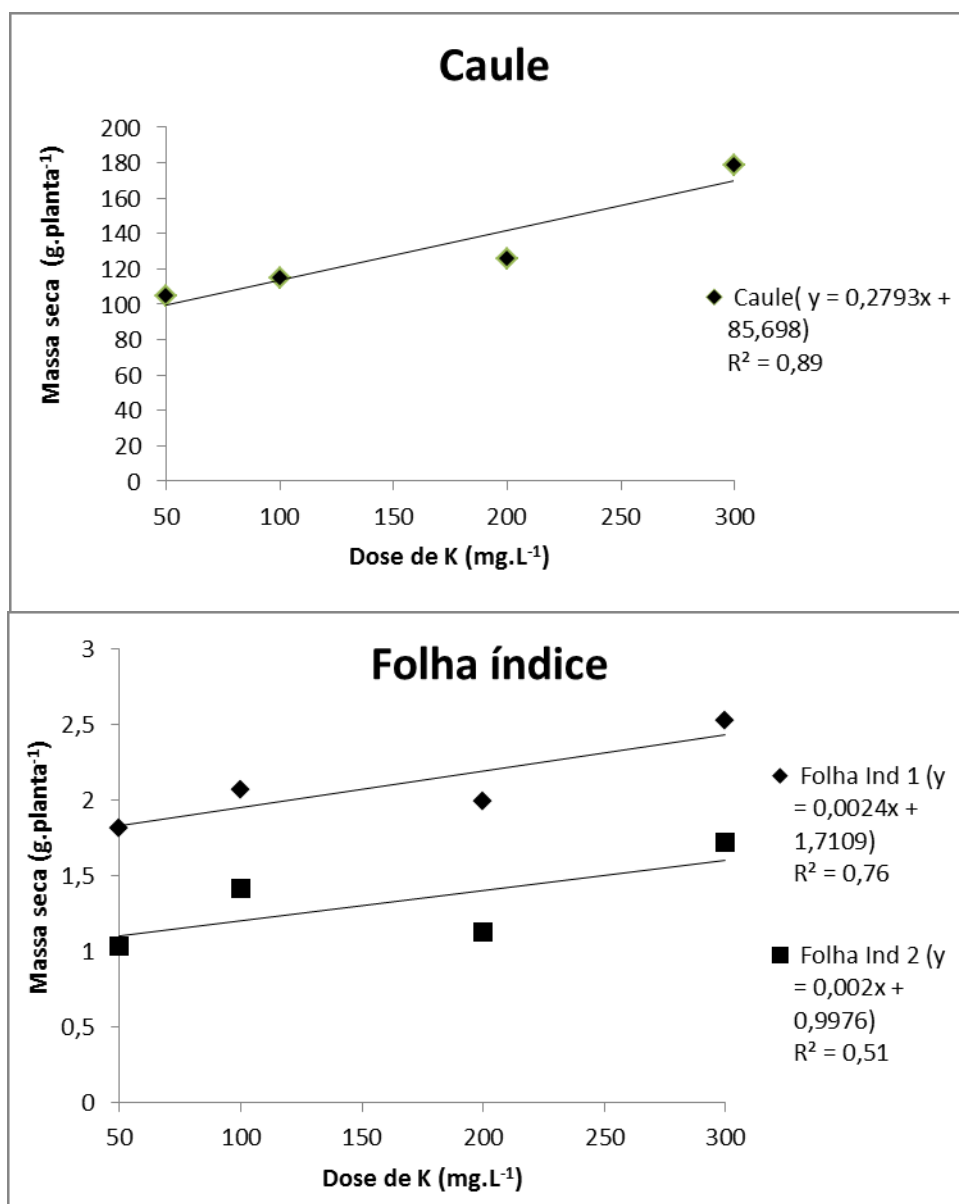 Caule
200
180
160
140
120
100
80
60
40
20
0
Massa seca (g.planta⁻¹)
50 100 150 200 250 300
Dose de K (mg.L⁻¹)
Caule( y = 0,2793x +
85,698)
R² = 0,89
Folha índice
3
2,5
2
1,5
1
0,5
0
Massa seca (g.planta⁻¹)
50 100 150 200 250 300
Dose de K (mg.L⁻¹)
Folha Ind 1 (y
= 0,0024x +
1,7109)
R² = 0,76
Folha Ind 2 (y
= 0,002x +
0,9976)
R² = 0,51